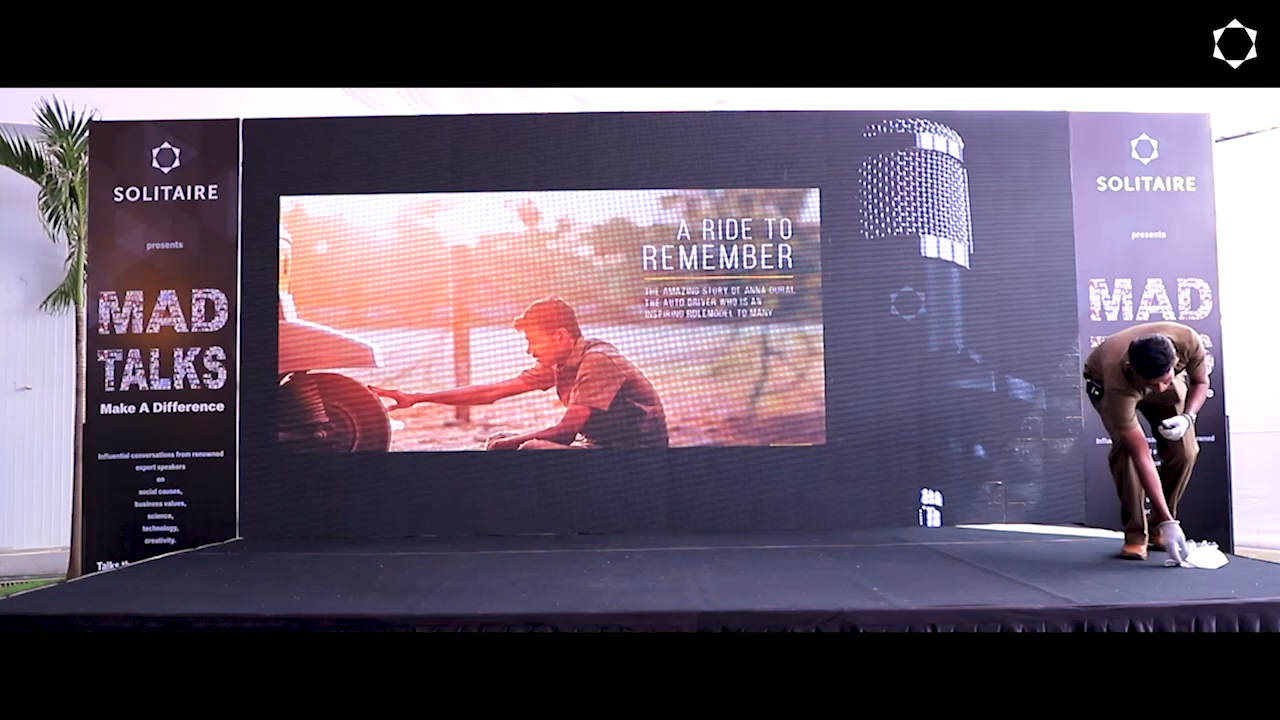 SOLITAIRE
presents
MAD
TALKS
Make A Difference
Influential conversations from renowned
expert speakers
on
social causes,
business values,
science,
technology,
creativity.
A RIDE TO
REMEMBER
THE AMAZING STORY OF ANNA DURAI,
THE AUTO DRIVER WHO IS AN
INSPIRING ROLEMODEL TO MANY
SOLITAIRE
presents
MAD